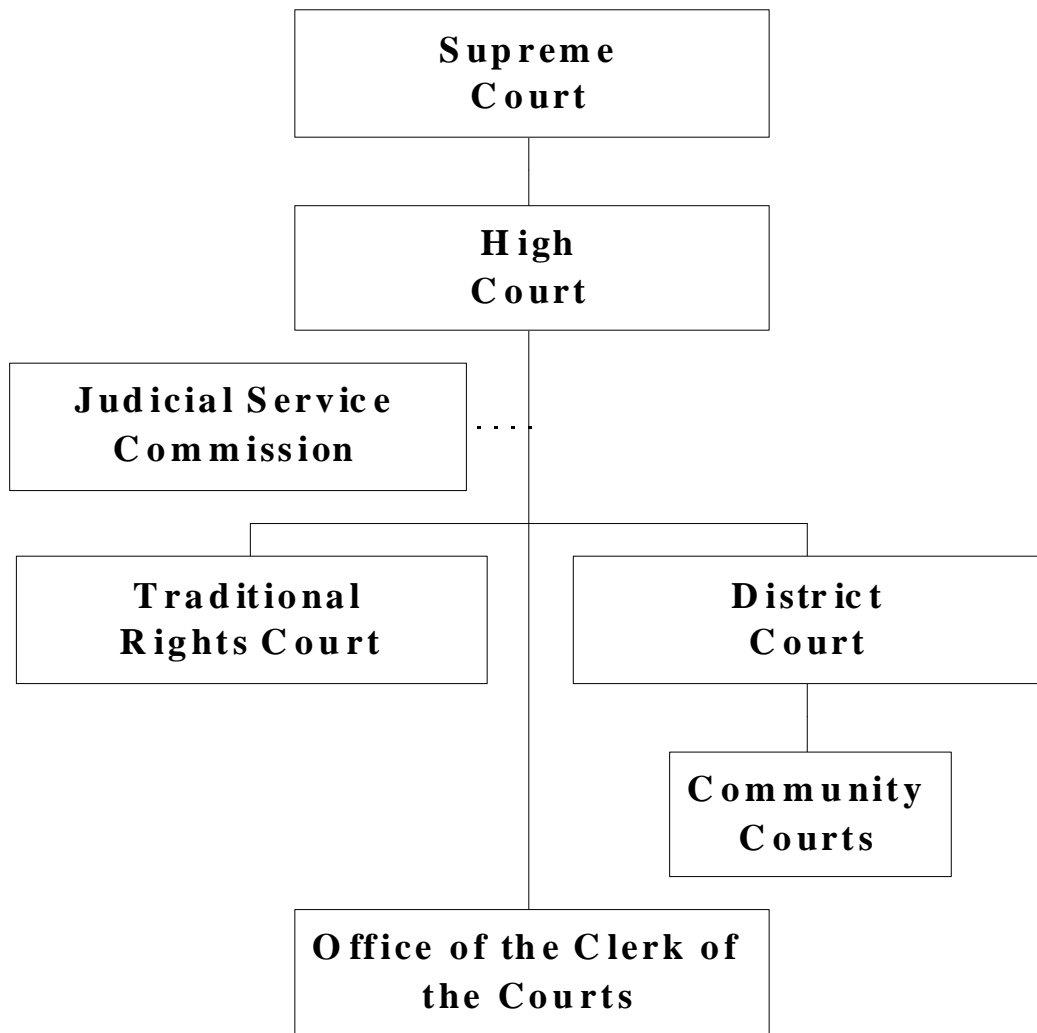 Supreme
Court
High
Court
Judicial Service
Commission
Traditional
Rights Court
District
Court
Community
Courts
Office of the Clerk of
the Courts